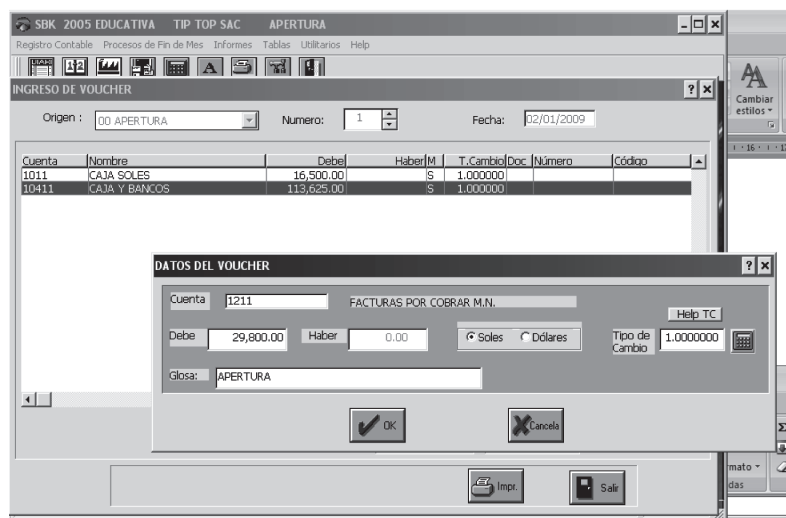 SBK 2005 EDUCATIVA TIP TOP SAC APERTURA
Registro Contable Procesos de Fin de Mes Informes Tablas Utilitarios Help
INGRESO DE VOUCHER
Origen : 00 APERTURA Numero: 1 Fecha: 02/01/2009
Cuenta Nombre Debe Haber M T.Cambio Doc Número Código
1011 CAJA SOLES 16,500.00 S 1.000000
10411 CAJA Y BANCOS 113,625.00 S 1.000000
DATOS DEL VOUCHER
Cuenta 1211 FACTURAS POR COBRAR M.N.
Help TC
Debe 29,800.00 Haber 0.00 Soles Dólares Tipo de Cambio 1.0000000
Glosa: APERTURA
OK Cancela
Impr. Salir
Cambiar
estilos
mato
das